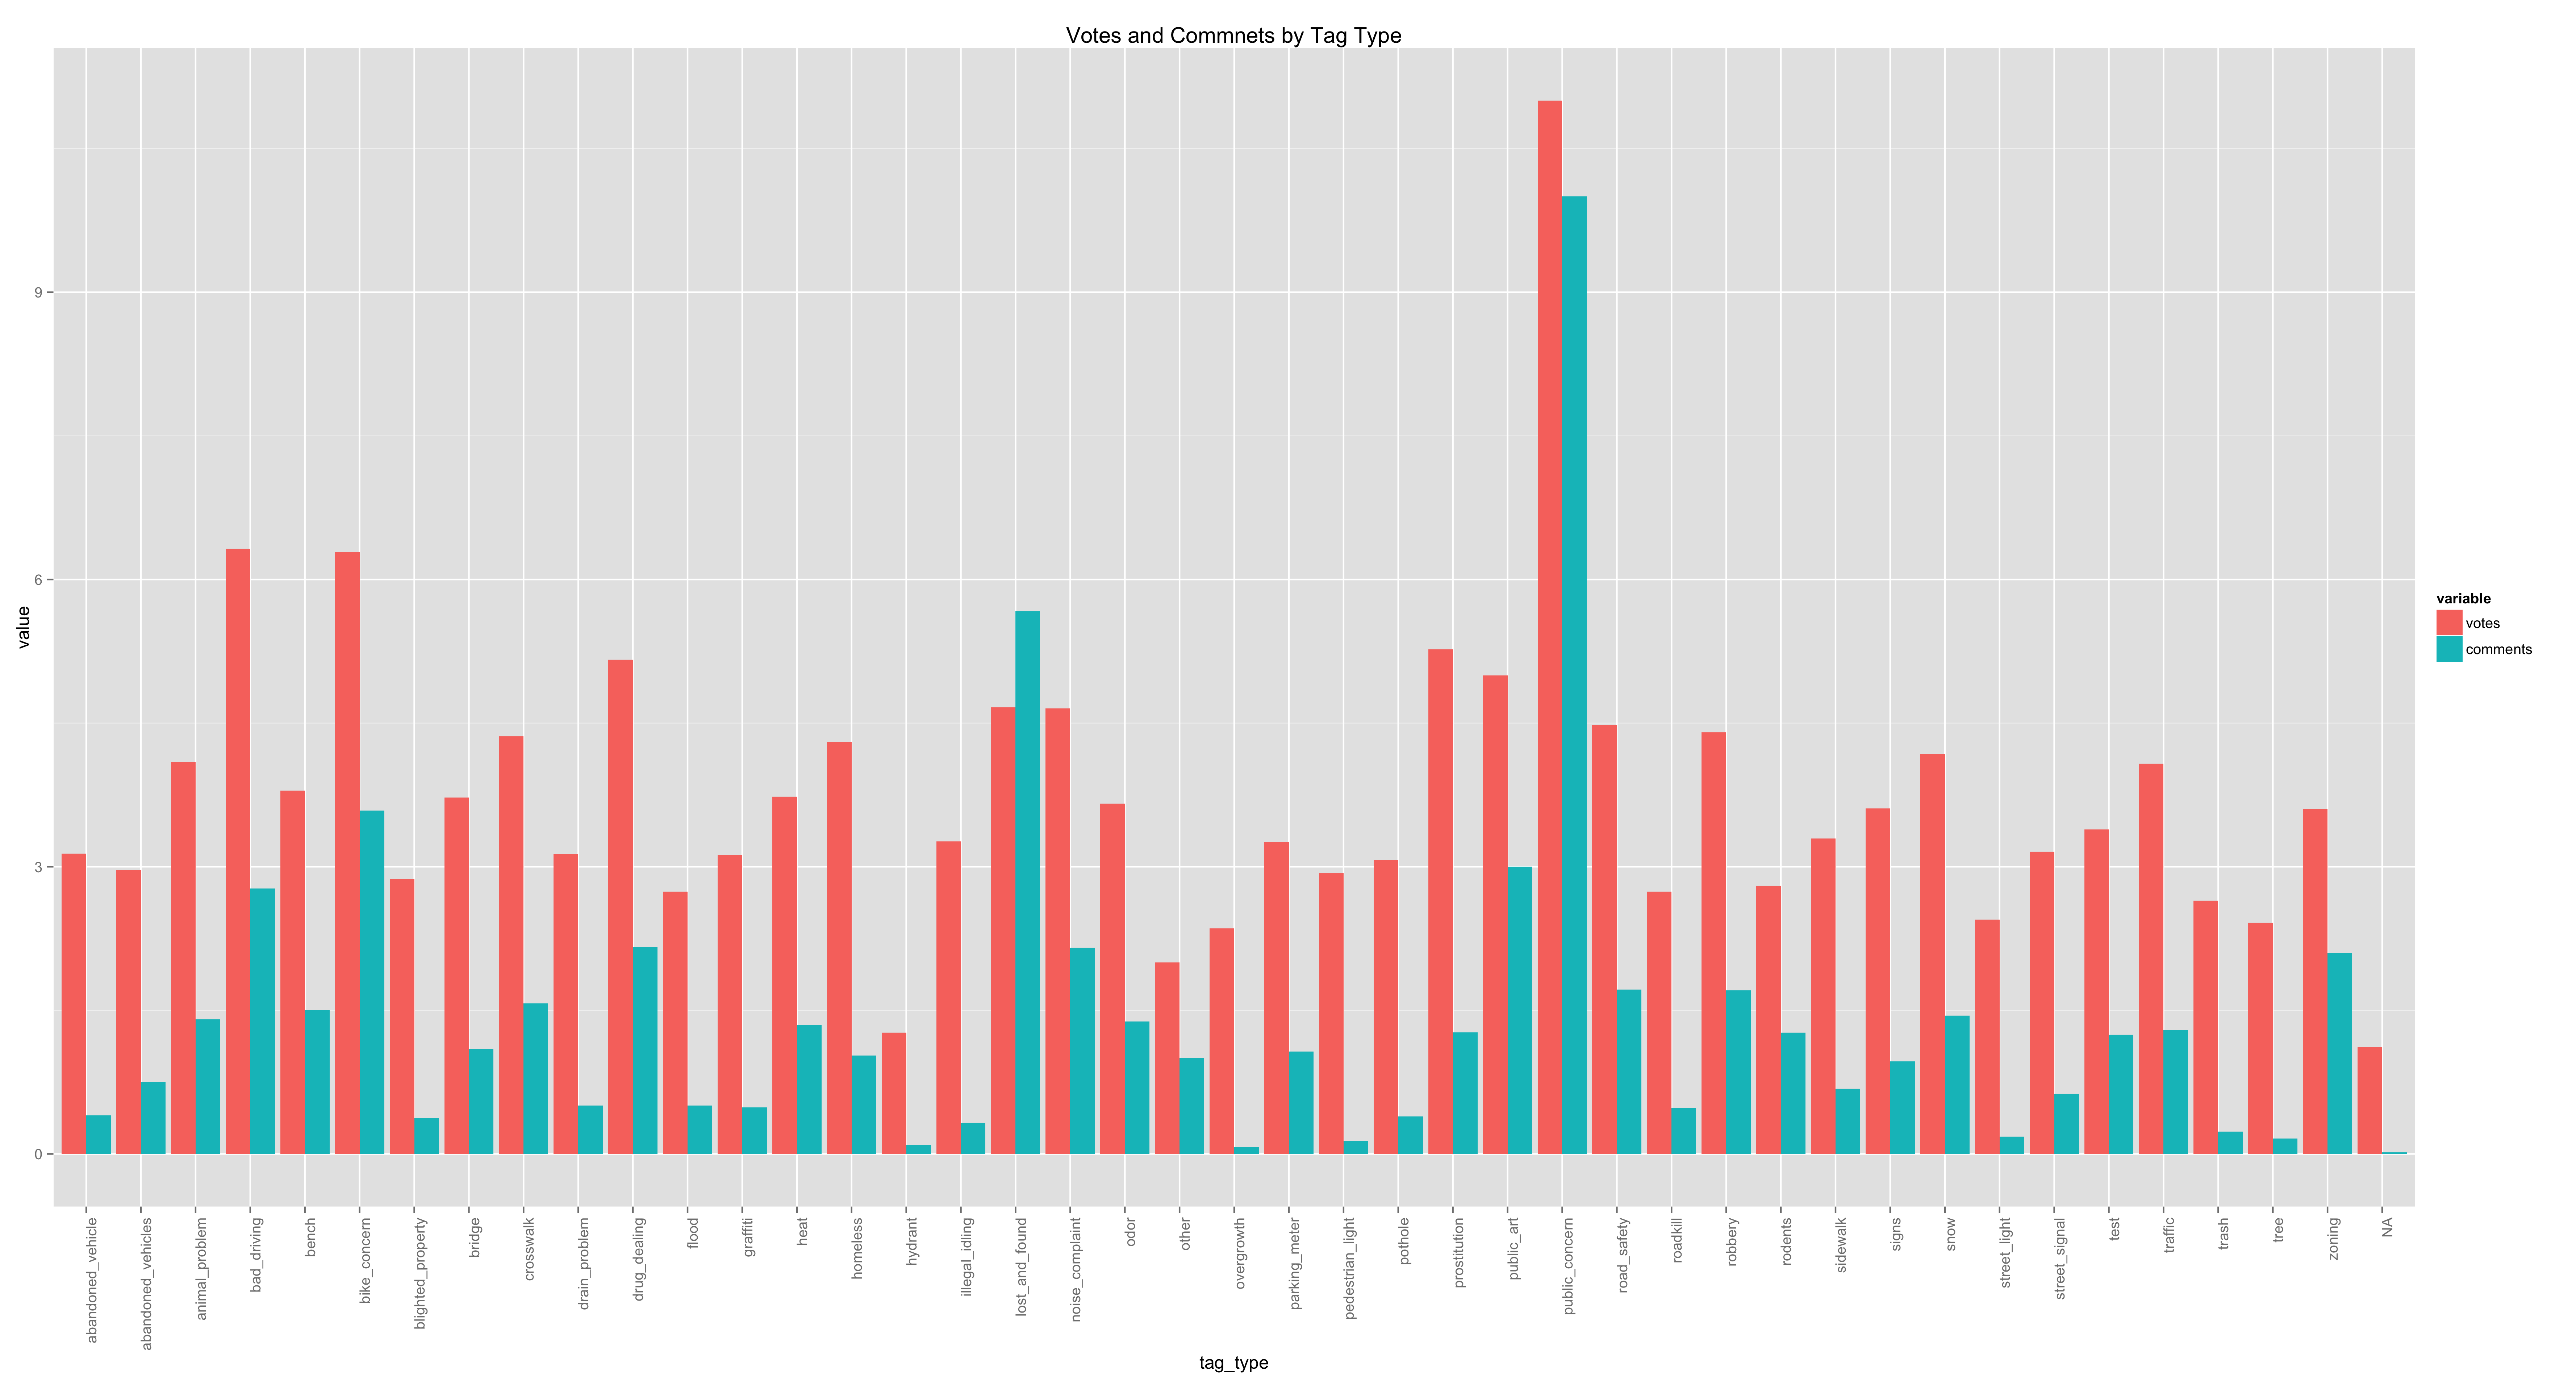 Votes and Commnets by Tag Type
value
9
6
3
0
abandoned_vehicle
abandoned_vehicles
animal_problem
bad_driving
bench
bike_concern
blighted_property
bridge
crosswalk
drain_problem
drug_dealing
flood
graffiti
heat
homeless
hydrant
illegal_idling
lost_and_found
noise_complaint
odor
other
overgrowth
parking_meter
pedestrian_light
pothole
prostitution
public_art
public_concern
road_safety
roadkill
robbery
rodents
sidewalk
signs
snow
street_light
street_signal
test
traffic
trash
tree
zoning
NA
tag_type
variable
votes
comments